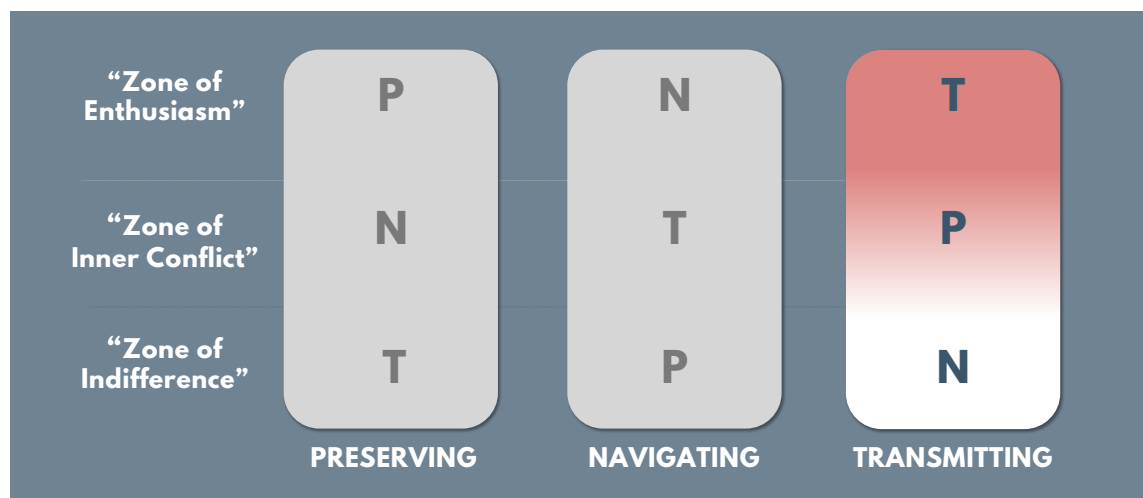 “Zone of
Enthusiasm”
P
N
T
“Zone of
Inner Conflict”
N
T
P
“Zone of
Indifference”
T
P
N
PRESERVING
NAVIGATING
TRANSMITTING